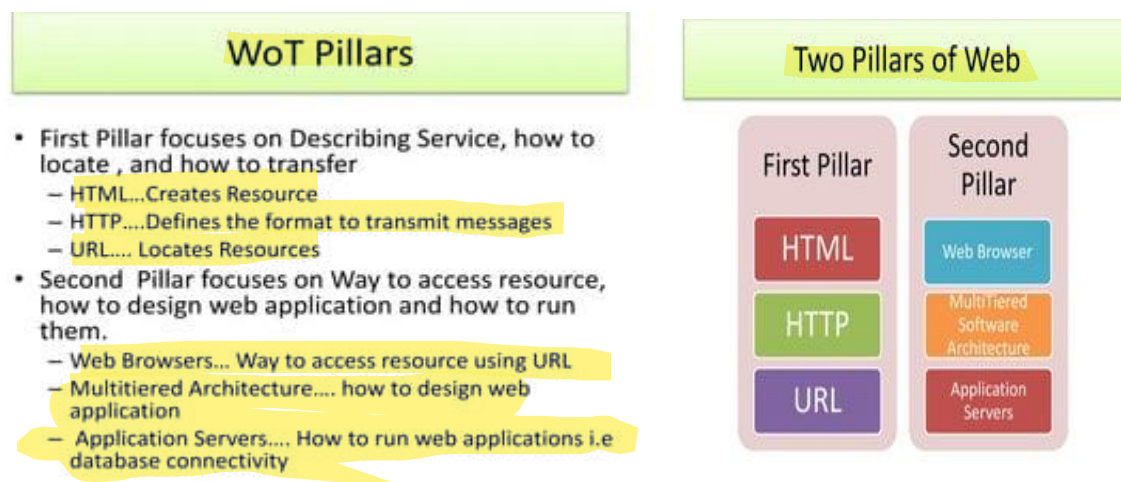 WoT Pillars
• First Pillar focuses on Describing Service, how to
locate , and how to transfer
– HTML...Creates Resource
– HTTP....Defines the format to transmit messages
– URL.... Locates Resources
• Second Pillar focuses on Way to access resource,
how to design web application and how to run
them.
– Web Browsers... Way to access resource using URL
– Multitiered Architecture.... how to design web
application
– Application Servers.... How to run web applications i.e
database connectivity
Two Pillars of Web
First Pillar
HTML
HTTP
URL
Second
Pillar
Web Browser
MultiTiered
Software
Architecture
Application
Servers